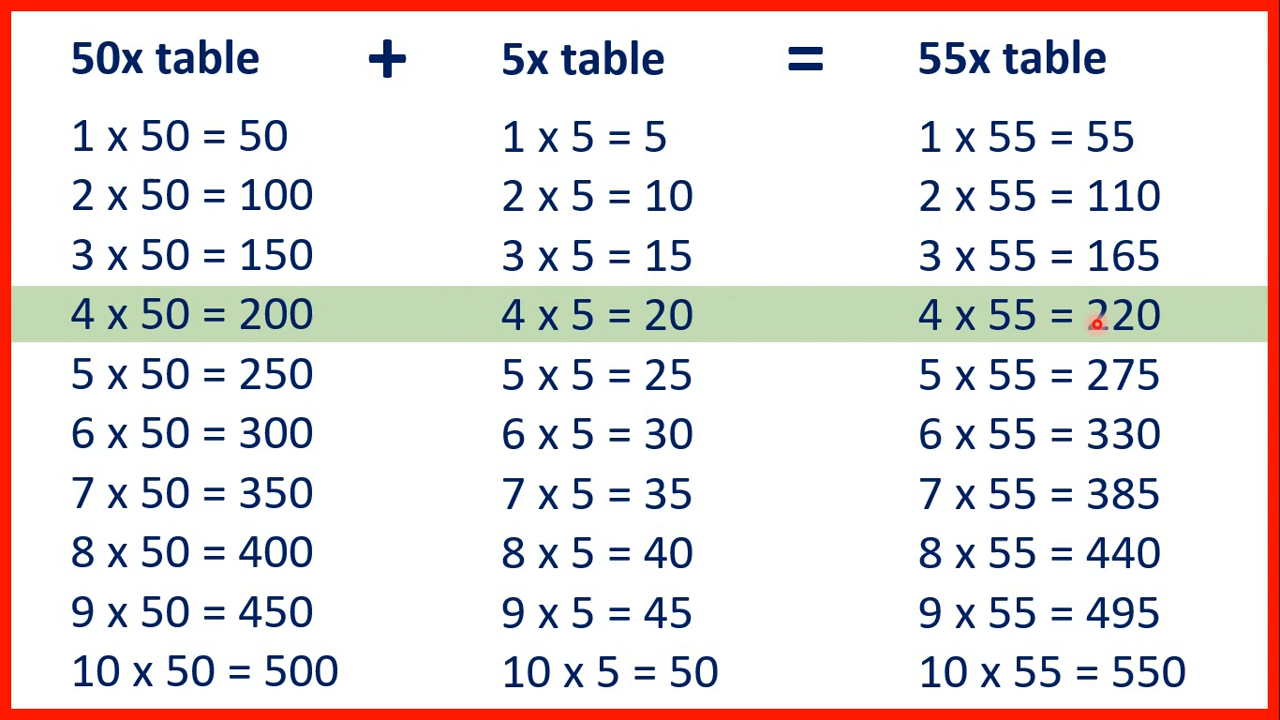 50x table + 5x table = 55x table
1 x 50 = 50 1 x 5 = 5 1 x 55 = 55
2 x 50 = 100 2 x 5 = 10 2 x 55 = 110
3 x 50 = 150 3 x 5 = 15 3 x 55 = 165
4 x 50 = 200 4 x 5 = 20 4 x 55 = 220
5 x 50 = 250 5 x 5 = 25 5 x 55 = 275
6 x 50 = 300 6 x 5 = 30 6 x 55 = 330
7 x 50 = 350 7 x 5 = 35 7 x 55 = 385
8 x 50 = 400 8 x 5 = 40 8 x 55 = 440
9 x 50 = 450 9 x 5 = 45 9 x 55 = 495
10 x 50 = 500 10 x 5 = 50 10 x 55 = 550